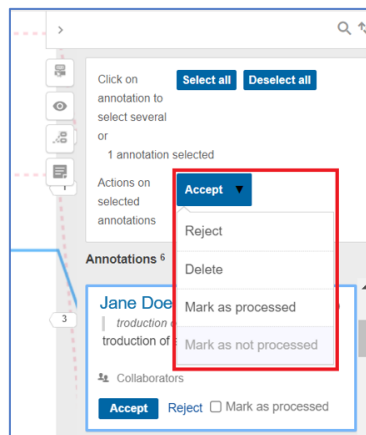 Click on
annotation to
select several
or
Select all Deselect all
1 annotation selected
Actions on
selected
annotations
Accept
Reject
Delete
Mark as processed
Mark as not processed
Annotations 6
3
Jane Doe
troduction
troduction of
Collaborators
Accept Reject Mark as processed